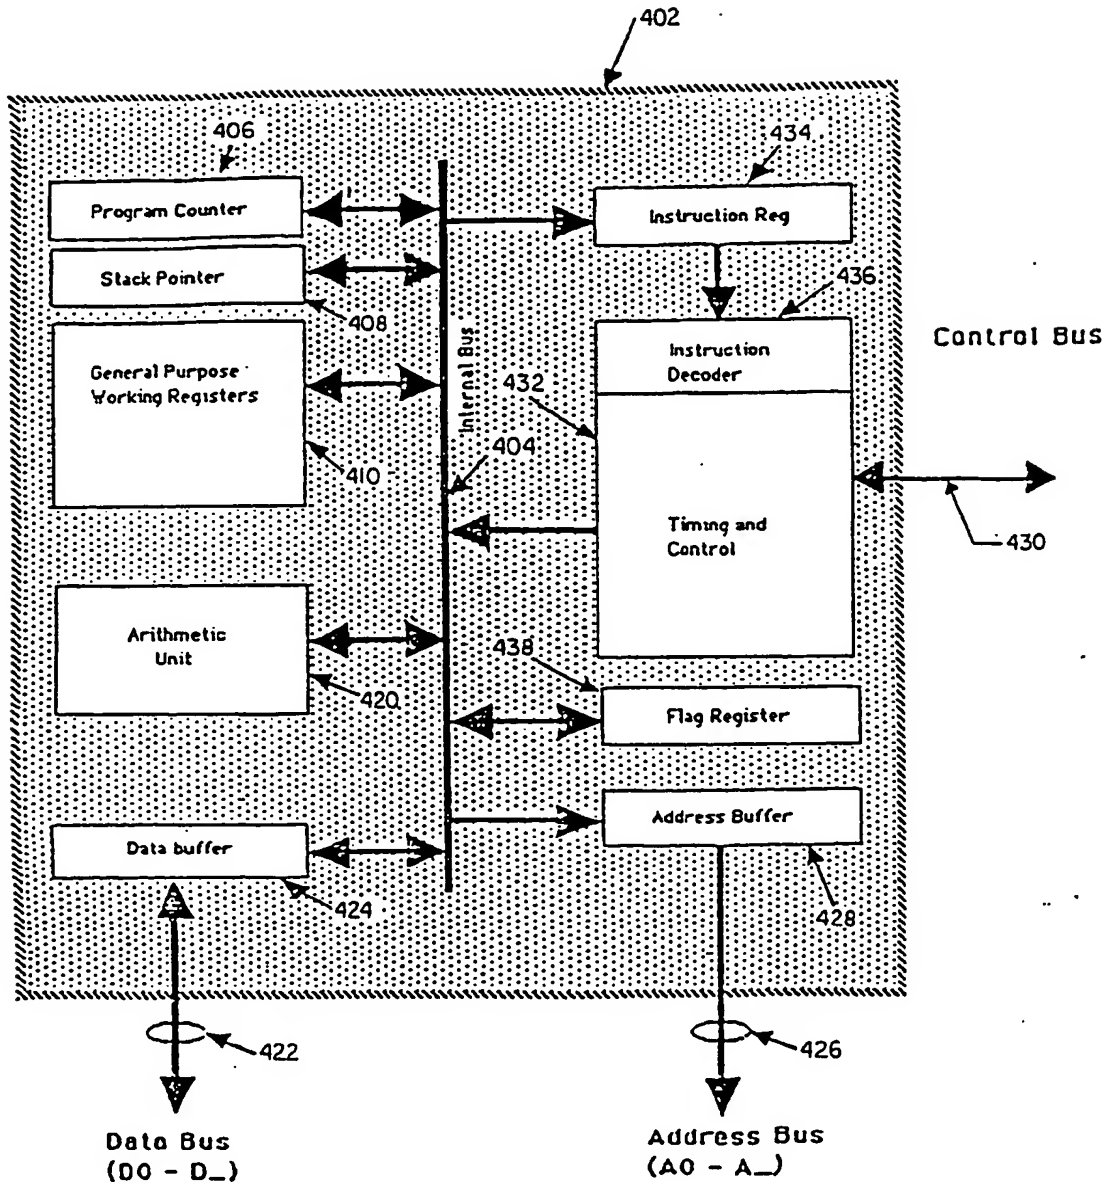 402
406
434
Program Counter
Instruction Reg
Stack Pointer
436
408
Control Bus
General Purpose
Working Registers
Internal Bus
Instruction
Decoder
432
404
410
Timing and
Control
430
Arithmetic
Unit
438
420
Flag Register
Address Buffer
Data buffer
424
428
422
426
Data Bus
(D0 - D_)
Address Bus
(A0 - A_)